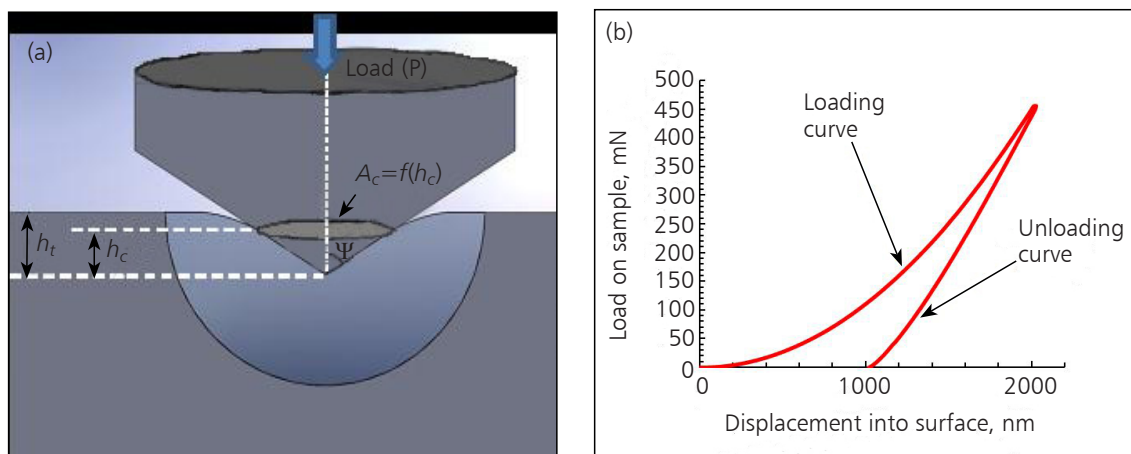 (a)
Load (P)
A_c=f(h_c)
h_t
h_c
Ψ
(b)
Load on sample, mN
500
450
400
350
300
250
200
150
100
50
0
Loading
curve
Unloading
curve
0
1000
2000
Displacement into surface, nm